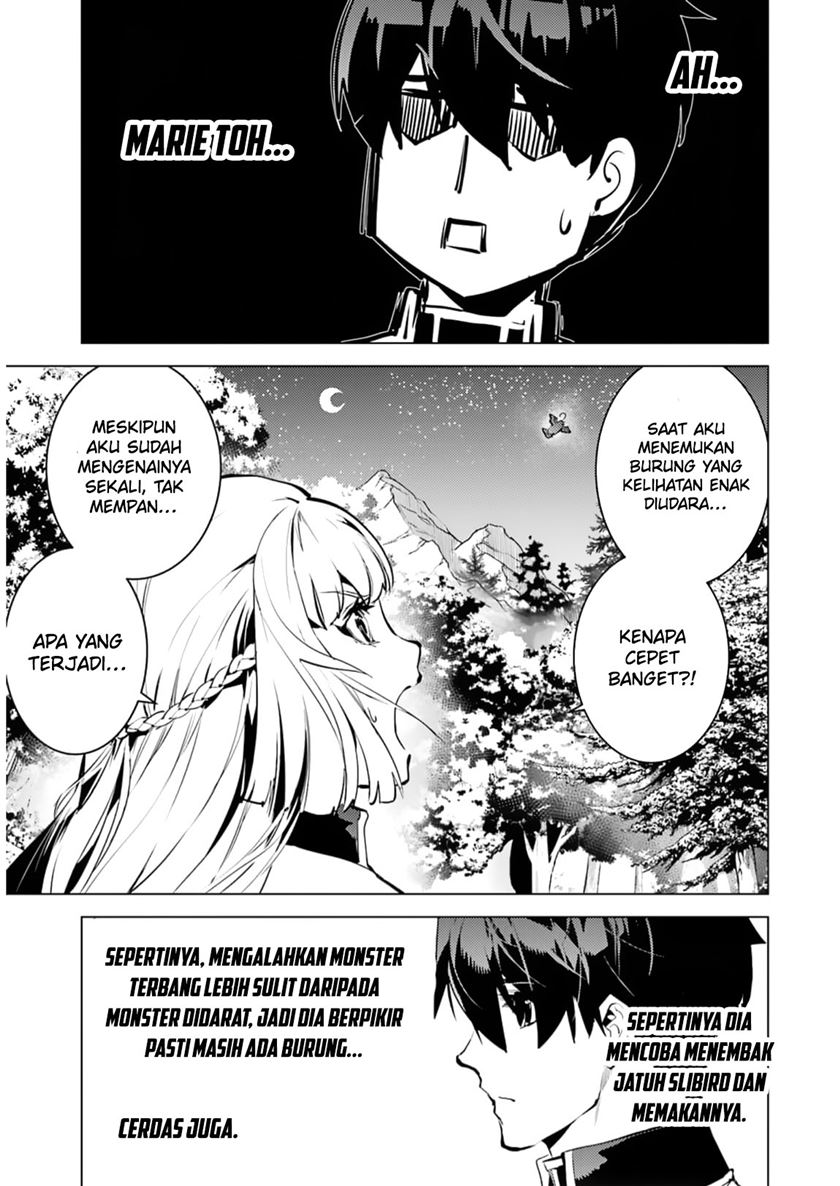 AH...
MARIE TOH...
SAAT AKU
MENEMUKAN
BURUNG YANG
KELIHATAN ENAK
DIUDARA...
KENAPA
CEPET
BANGET?!
MESKIPUN
AKU SUDAH
MENGENAINYA
SEKALI, TAK
MEMPAN...
APA YANG
TERJADI...
SEPERTINYA DIA
MENCOBA MENEMBAK
JATUH SLIBIRD DAN
MEMAKANNYA.
SEPERTINYA, MENGALAHKAN MONSTER
TERBANG LEBIH SULIT DARIPADA
MONSTER DIDARAT, JADI DIA BERPIKIR
PASTI MASIH ADA BURUNG...
CERDAS JUGA.